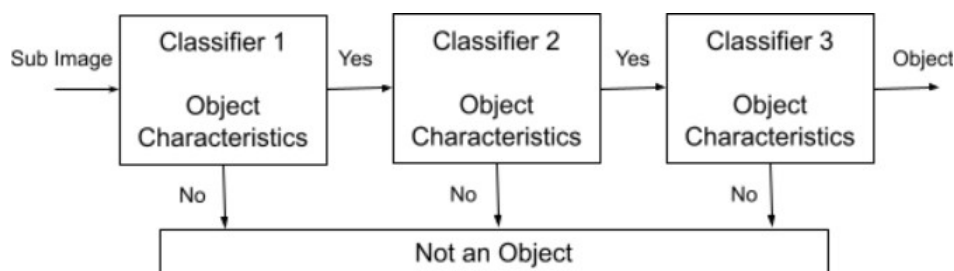 Sub Image
Classifier 1
Object
Characteristics
Yes
Classifier 2
Object
Characteristics
Yes
Classifier 3
Object
Characteristics
Object
No
No
No
Not an Object